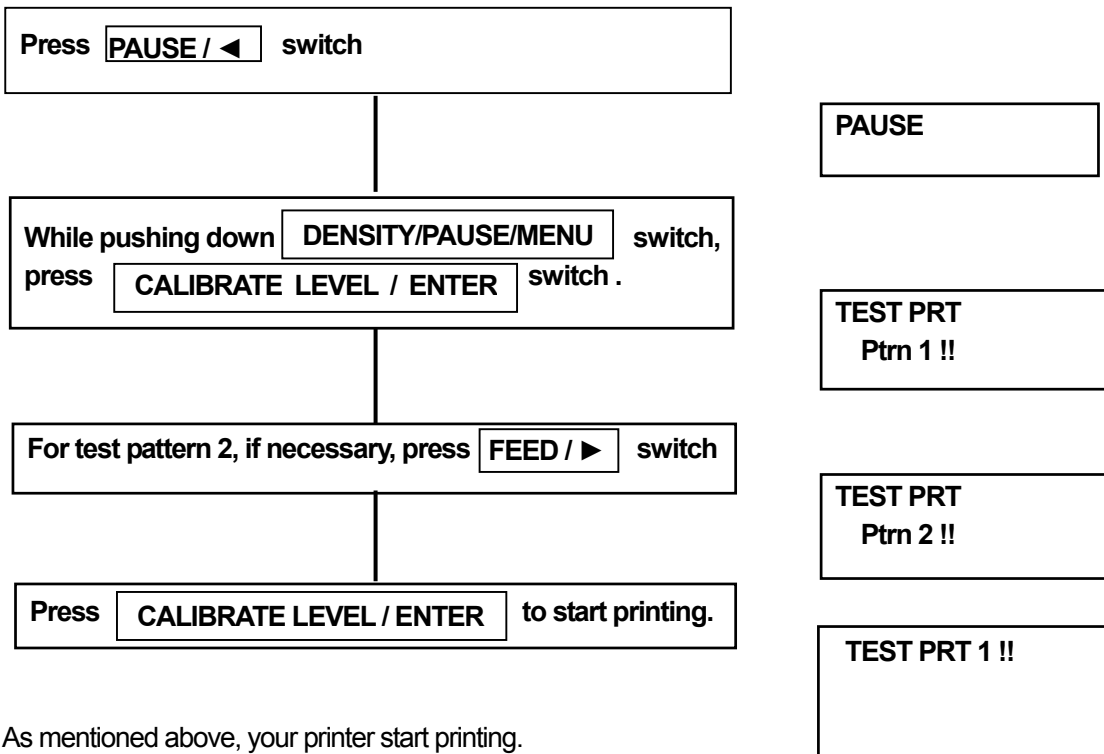 Press PAUSE / ◄ switch
PAUSE
While pushing down DENSITY/PAUSE/MENU switch,
press CALIBRATE LEVEL / ENTER switch .
TEST PRT
Ptrn 1 !!
For test pattern 2, if necessary, press FEED / ► switch
TEST PRT
Ptrn 2 !!
Press CALIBRATE LEVEL / ENTER to start printing.
TEST PRT 1 !!
As mentioned above, your printer start printing.